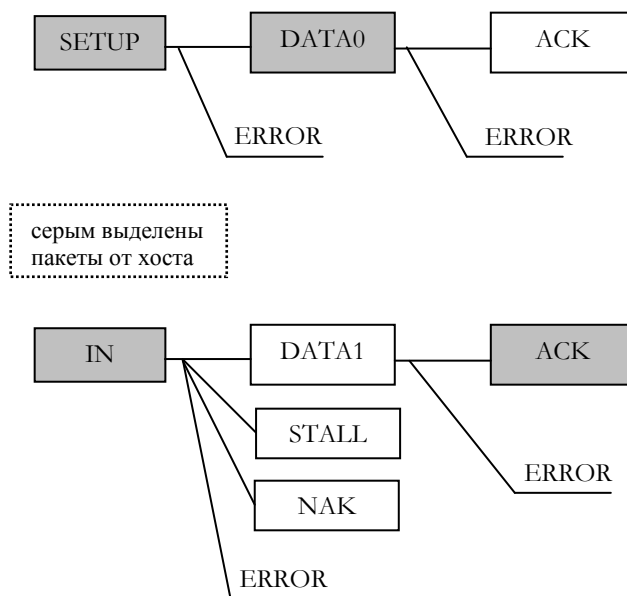 SETUP
DATA0
ACK
ERROR
ERROR
серым выделены
пакеты от хоста
IN
DATA1
ACK
STALL
ERROR
NAK
ERROR